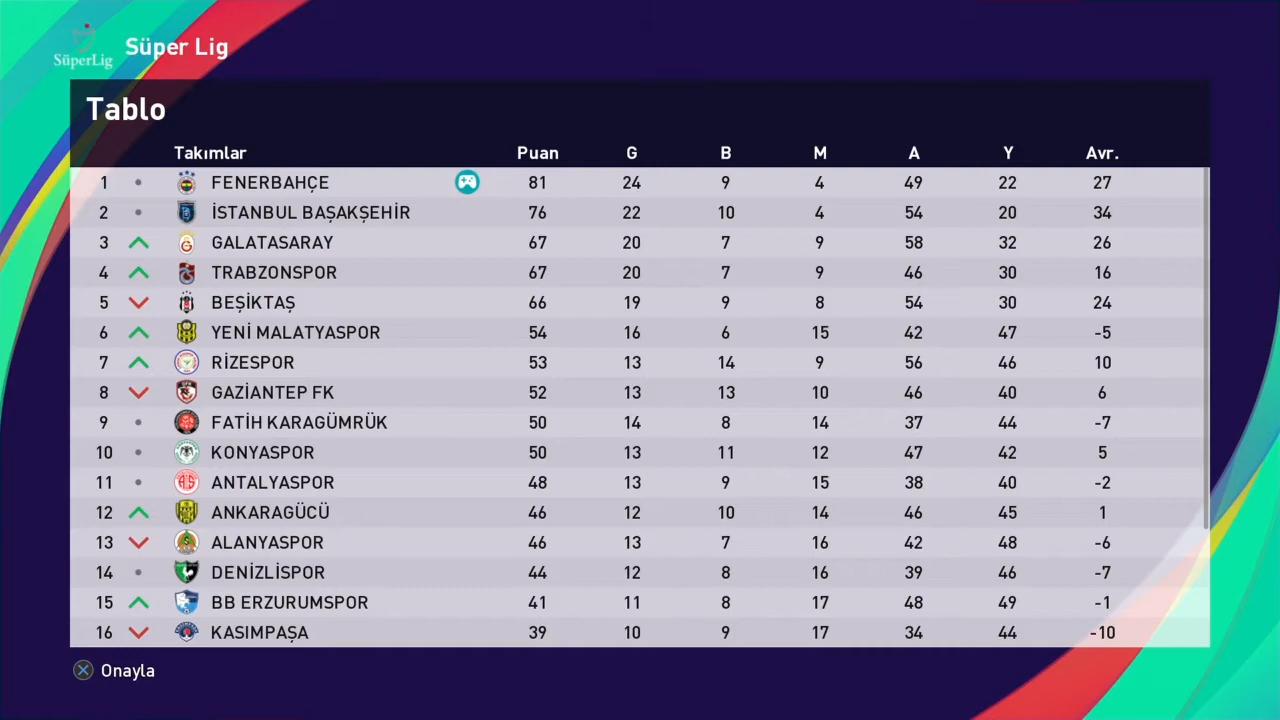 SüperLig Süper Lig
Tablo
Takımlar Puan G B M A Y Avr.
1 FENERBAHÇE 81 24 9 4 49 22 27
2 İSTANBUL BAŞAKŞEHİR 76 22 10 4 54 20 34
3 GALATASARAY 67 20 7 9 58 32 26
4 TRABZONSPOR 67 20 7 9 46 30 16
5 BEŞİKTAŞ 66 19 9 8 54 30 24
6 YENİ MALATYASPOR 54 16 6 15 42 47 -5
7 RİZESPOR 53 13 14 9 56 46 10
8 GAZİANTEP FK 52 13 13 10 46 40 6
9 FATİH KARAGÜMRÜK 50 14 8 14 37 44 -7
10 KONYASPOR 50 13 11 12 47 42 5
11 ANTALYASPOR 48 13 9 15 38 40 -2
12 ANKARAGÜCÜ 46 12 10 14 46 45 1
13 ALANYASPOR 46 13 7 16 42 48 -6
14 DENİZLİSPOR 44 12 8 16 39 46 -7
15 BB ERZURUMSPOR 41 11 8 17 48 49 -1
16 KASIMPAŞA 39 10 9 17 34 44 -10
Onayla